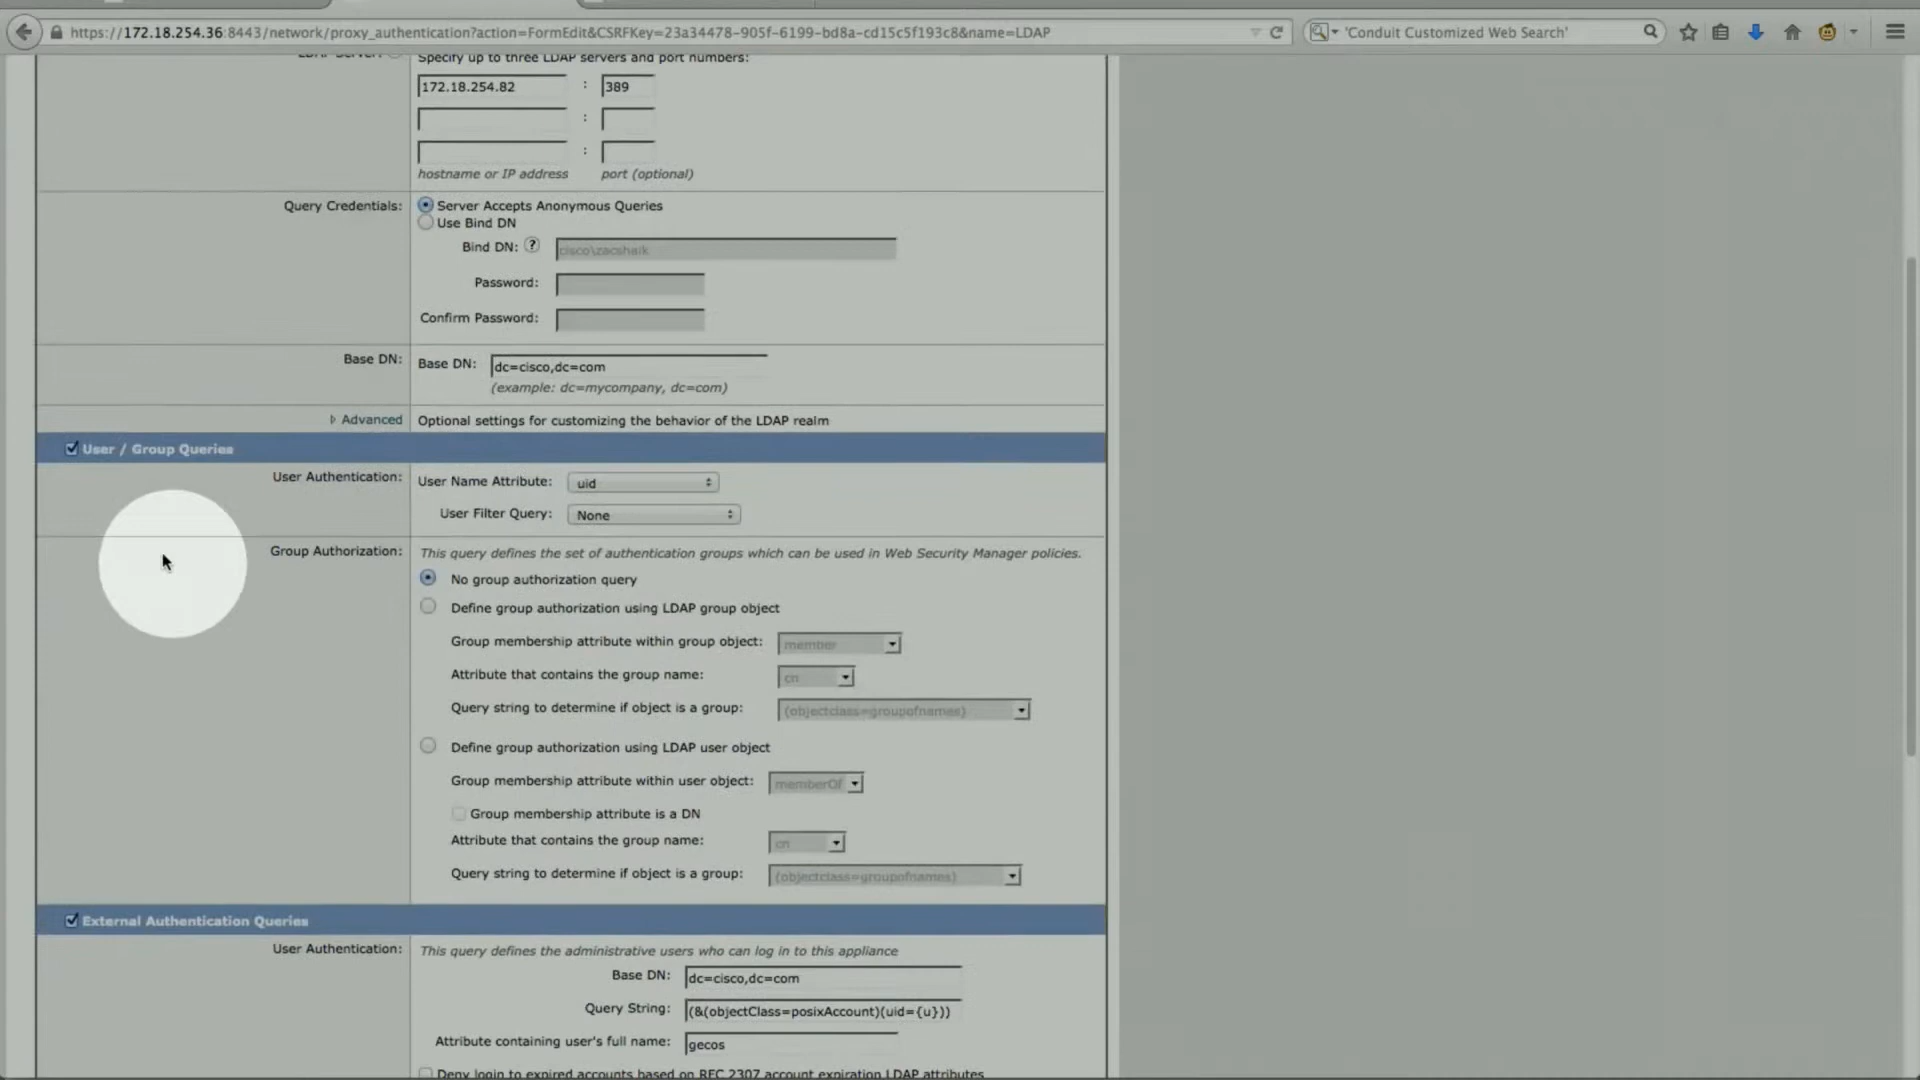 https://172.18.254.36:8443/network/proxy_authentication?action=FormEdit&CSRFKey=23a34478-905f-6199-bd8a-cd15c5f193c8&name=LDAP
'Conduit Customized Web Search'
LDAP Server:
Specify up to three LDAP servers and port numbers:
172.18.254.82 : 389
:
:
hostname or IP address port (optional)
Query Credentials: Server Accepts Anonymous Queries
Use Bind DN
Bind DN: ? cisco\zacshaik
Password:
Confirm Password:
Base DN: Base DN: dc=cisco,dc=com
(example: dc=mycompany, dc=com)
Advanced Optional settings for customizing the behavior of the LDAP realm
User / Group Queries
User Authentication: User Name Attribute: uid
User Filter Query: None
Group Authorization: This query defines the set of authentication groups which can be used in Web Security Manager policies.
No group authorization query
Define group authorization using LDAP group object
Group membership attribute within group object: member
Attribute that contains the group name: cn
Query string to determine if object is a group: (objectclass=groupofnames)
Define group authorization using LDAP user object
Group membership attribute within user object: memberOf
Group membership attribute is a DN
Attribute that contains the group name: cn
Query string to determine if object is a group: (objectclass=groupofnames)
External Authentication Queries
User Authentication: This query defines the administrative users who can log in to this appliance
Base DN: dc=cisco,dc=com
Query String: (&(objectClass=posixAccount)(uid={u}))
Attribute containing user's full name: gecos
Deny login to expired accounts based on RFC 2307 account expiration LDAP attributes